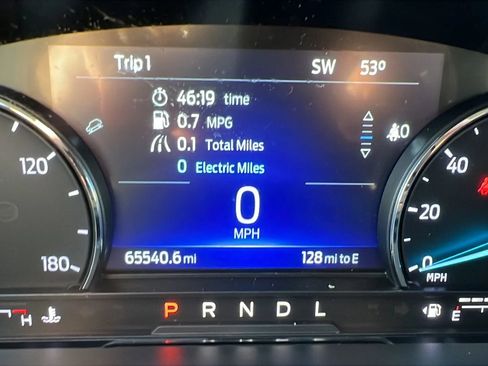 Trip 1 SW 53°
46:19 time
0.7 MPG
0.1 Total Miles
0 Electric Miles
0
MPH
65540.6 mi 128 mi to E
120
180
40
20
0
MPH
P R N D L
H
E